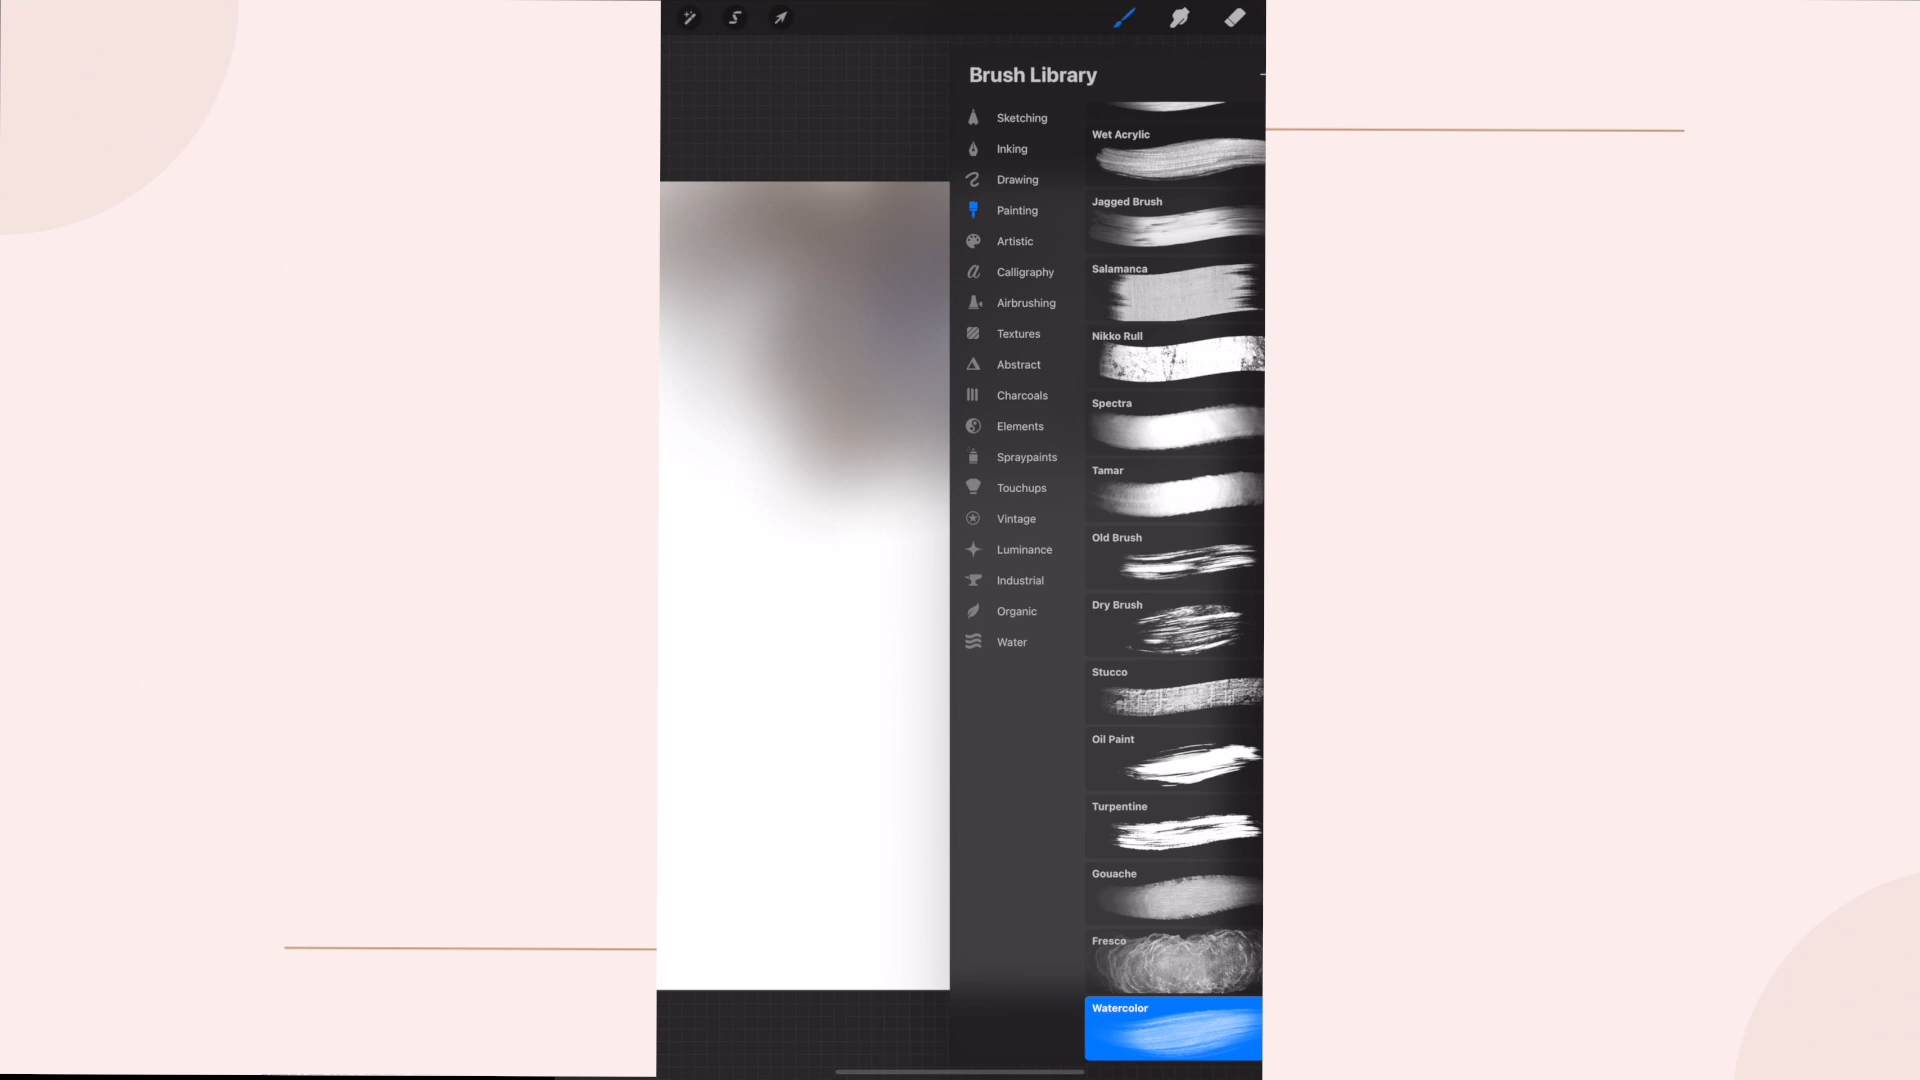 Brush Library
Sketching
Inking
Drawing
Painting
Artistic
Calligraphy
Airbrushing
Textures
Abstract
Charcoals
Elements
Spraypaints
Touchups
Vintage
Luminance
Industrial
Organic
Water
Wet Acrylic
Jagged Brush
Salamanca
Nikko Rull
Spectra
Tamar
Old Brush
Dry Brush
Stucco
Oil Paint
Turpentine
Gouache
Fresco
Watercolor